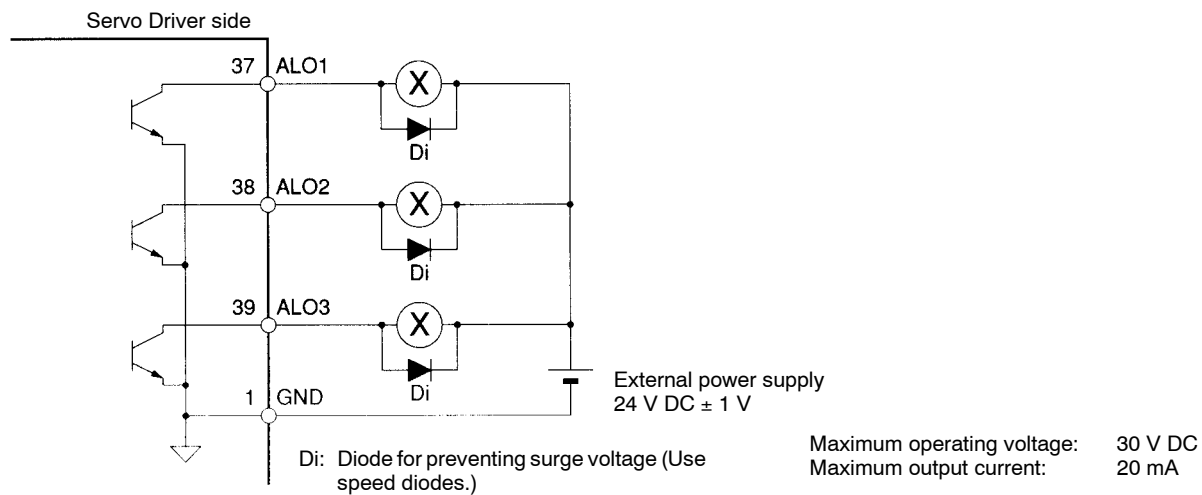 Servo Driver side
37 ALO1
X
Di
38 ALO2
X
Di
39 ALO3
X
Di
1 GND
External power supply
24 V DC ± 1 V
Di: Diode for preventing surge voltage (Use
speed diodes.)
Maximum operating voltage: 30 V DC
Maximum output current: 20 mA